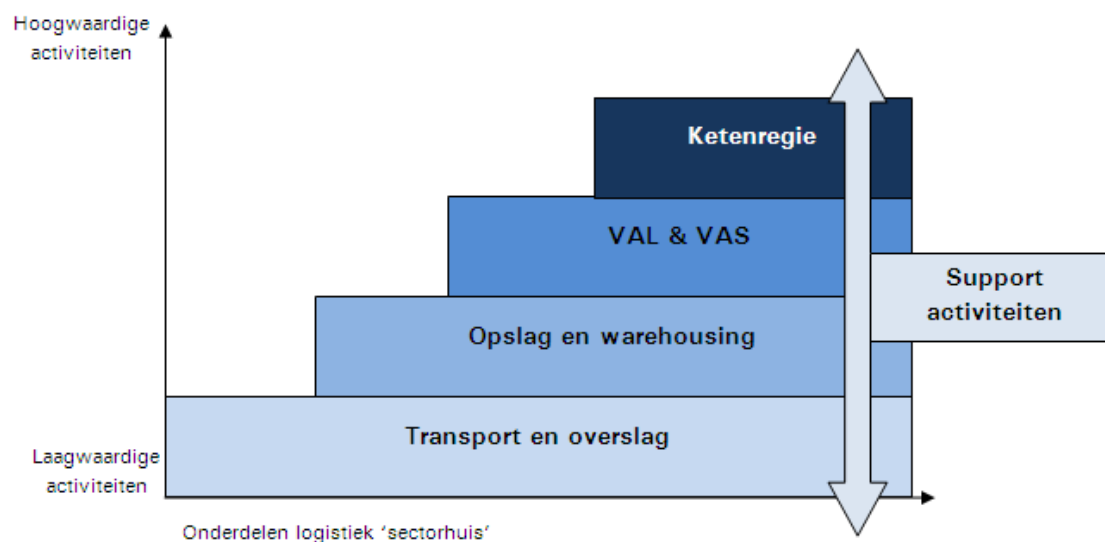 Hoogwaardige
activiteiten
Ketenregie
VAL & VAS
Support
activiteiten
Opslag en warehousing
Transport en overslag
Laagwaardige
activiteiten
Onderdelen logistiek ‘sectorhuis’